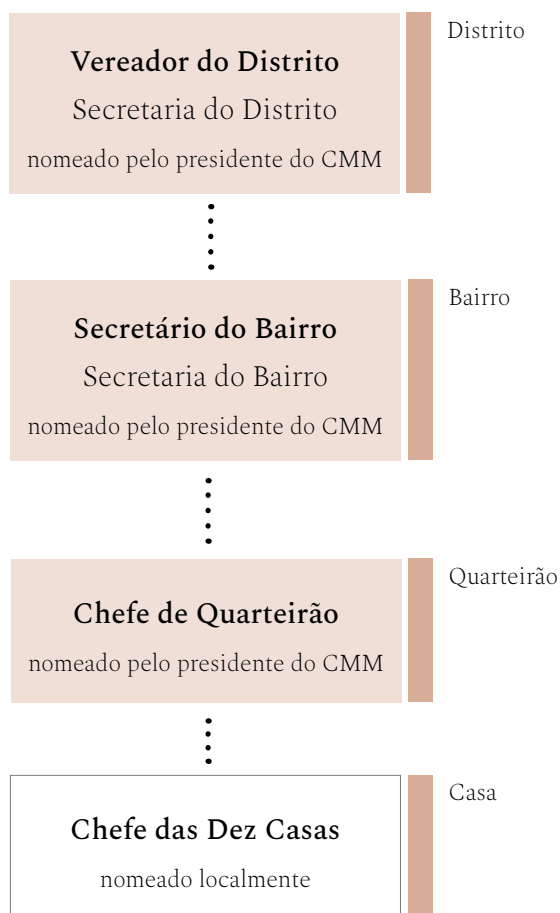 Vereador do Distrito
Secretaria do Distrito
nomeado pelo presidente do CMM
Distrito
Secretário do Bairro
Secretaria do Bairro
nomeado pelo presidente do CMM
Bairro
Chefe de Quarteirão
nomeado pelo presidente do CMM
Quarteirão
Chefe das Dez Casas
nomeado localmente
Casa